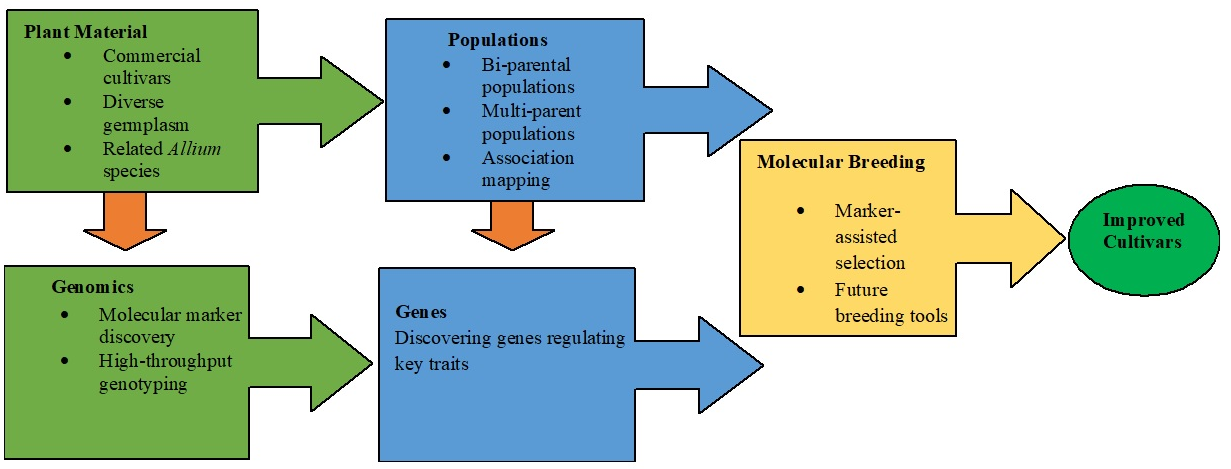 Plant Material
• Commercial
cultivars
• Diverse
germplasm
• Related Allium
species
Populations
• Bi-parental
populations
• Multi-parent
populations
• Association
mapping
Molecular Breeding
• Marker-
assisted
selection
• Future
breeding tools
Improved
Cultivars
Genomics
• Molecular marker
discovery
• High-throughput
genotyping
Genes
Discovering genes regulating
key traits